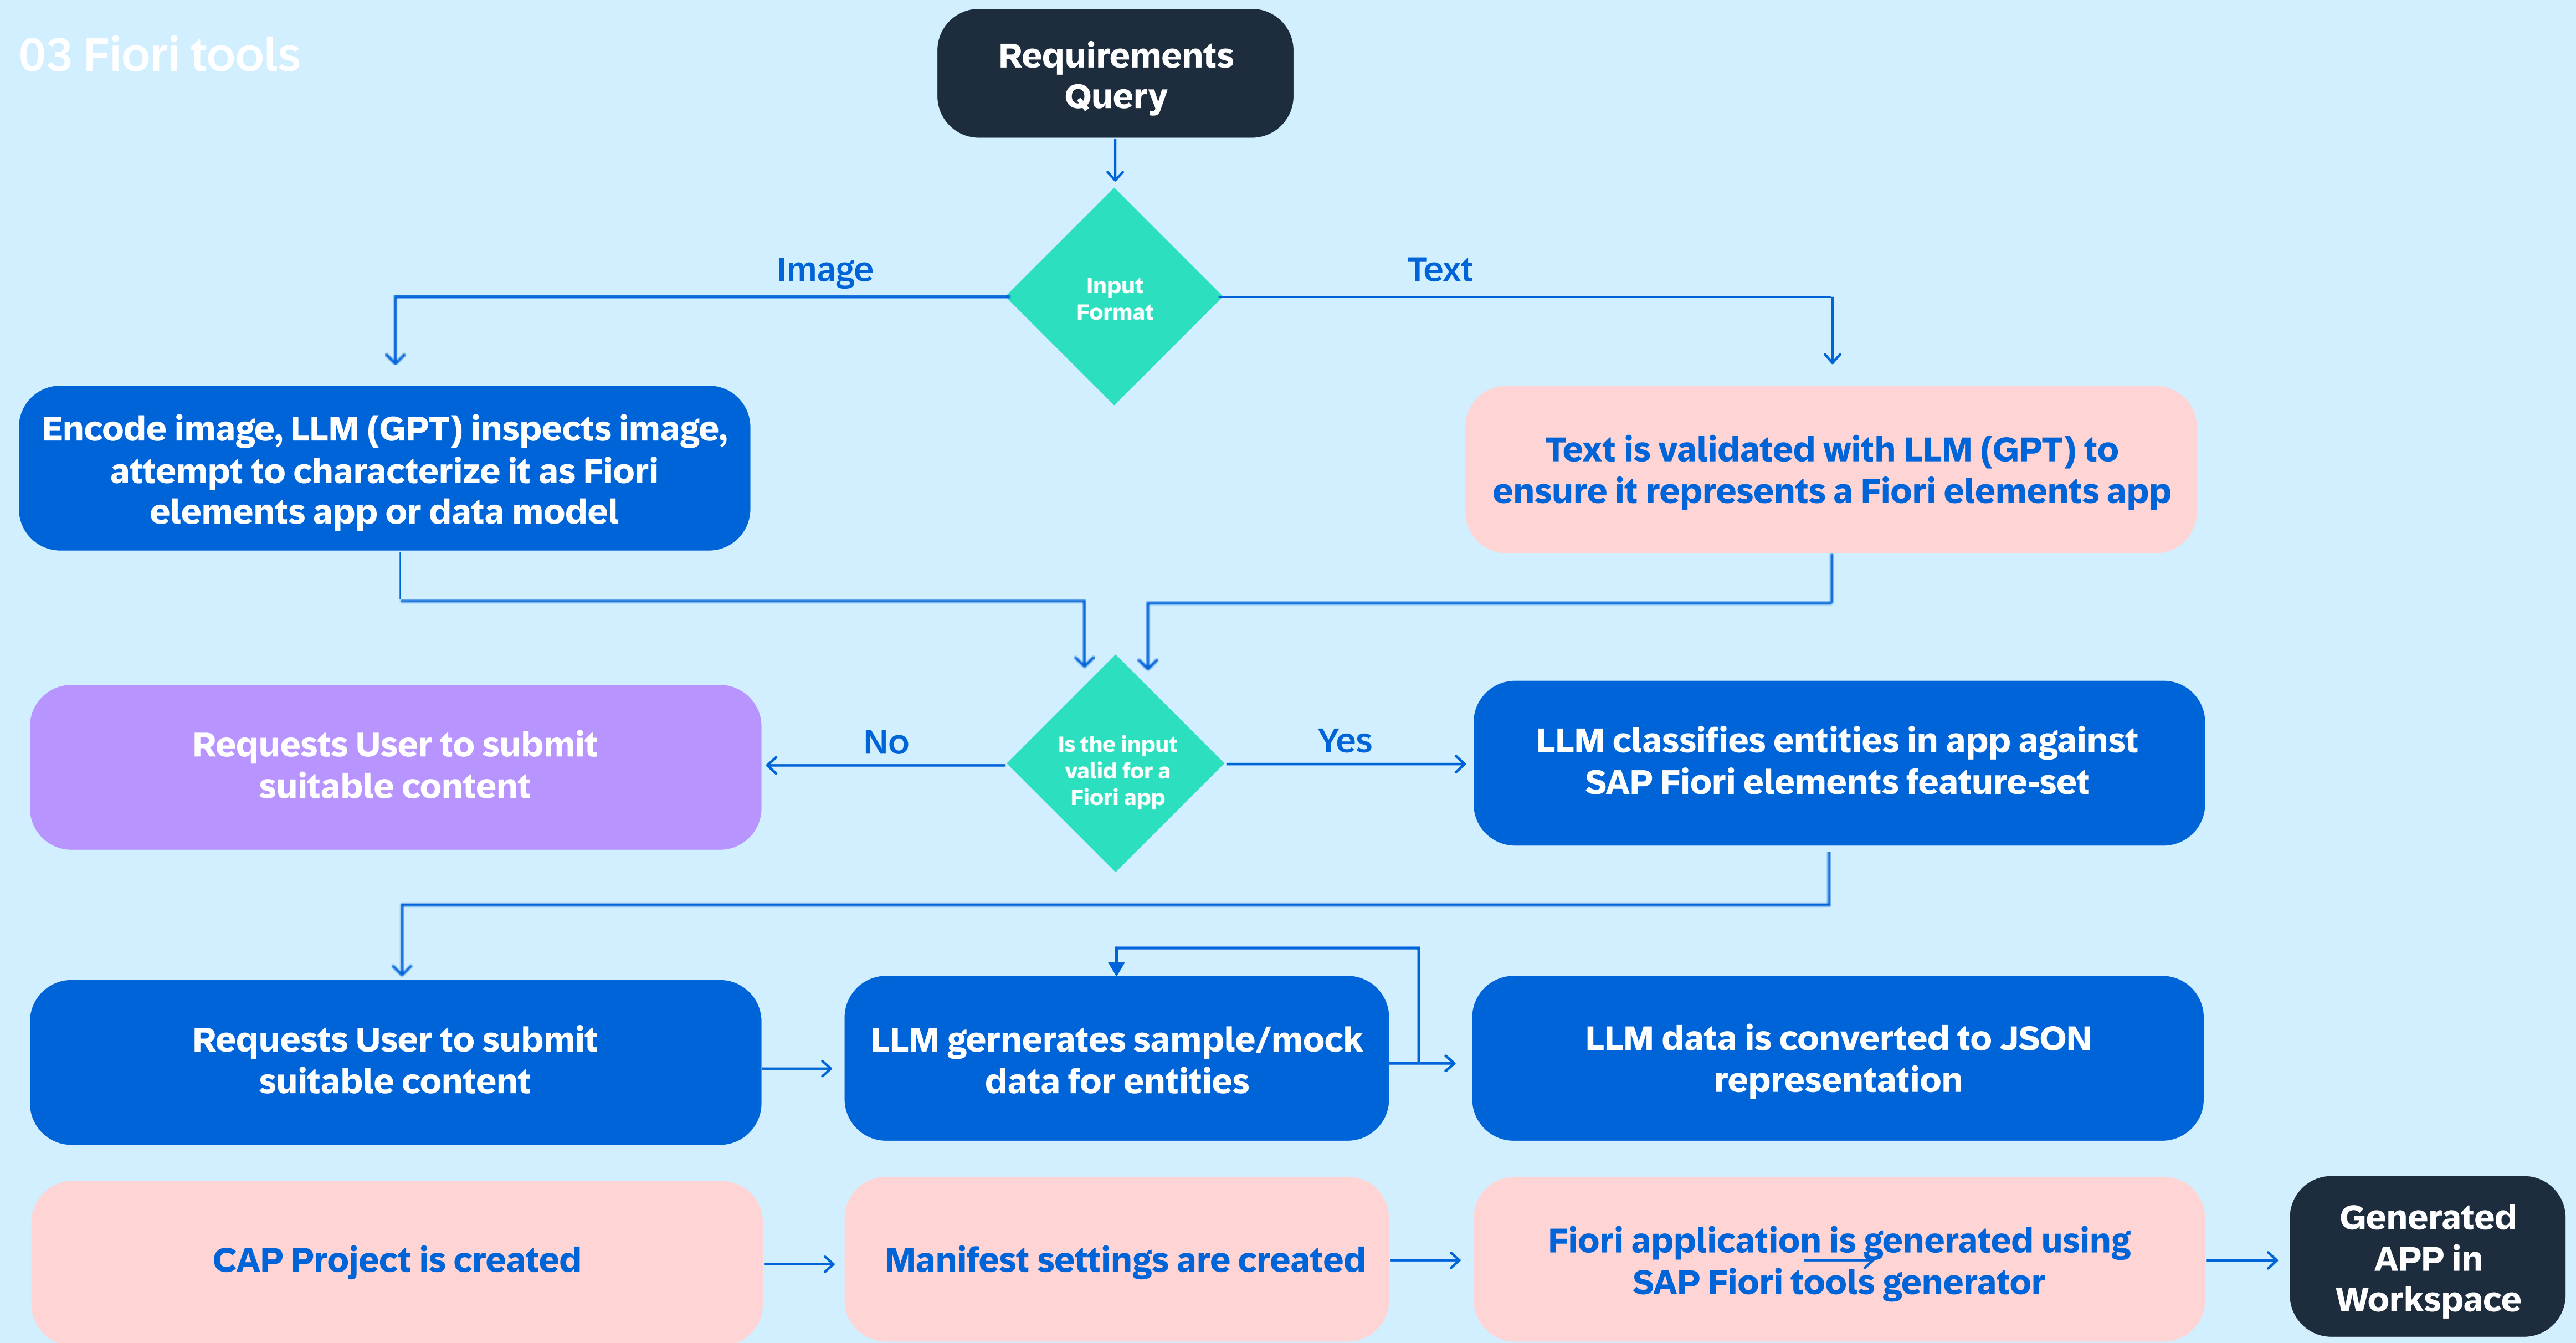 03 Fiori tools
Requirements
Query
Image
Text
Input
Format
Encode image, LLM (GPT) inspects image,
attempt to characterize it as Fiori
elements app or data model
Text is validated with LLM (GPT) to
ensure it represents a Fiori elements app
Requests User to submit
suitable content
No
Is the input
valid for a
Fiori app
Yes
LLM classifies entities in app against
SAP Fiori elements feature-set
Requests User to submit
suitable content
LLM gernerates sample/mock
data for entities
LLM data is converted to JSON
representation
CAP Project is created
Manifest settings are created
Fiori application is generated using
SAP Fiori tools generator
Generated
APP in
Workspace